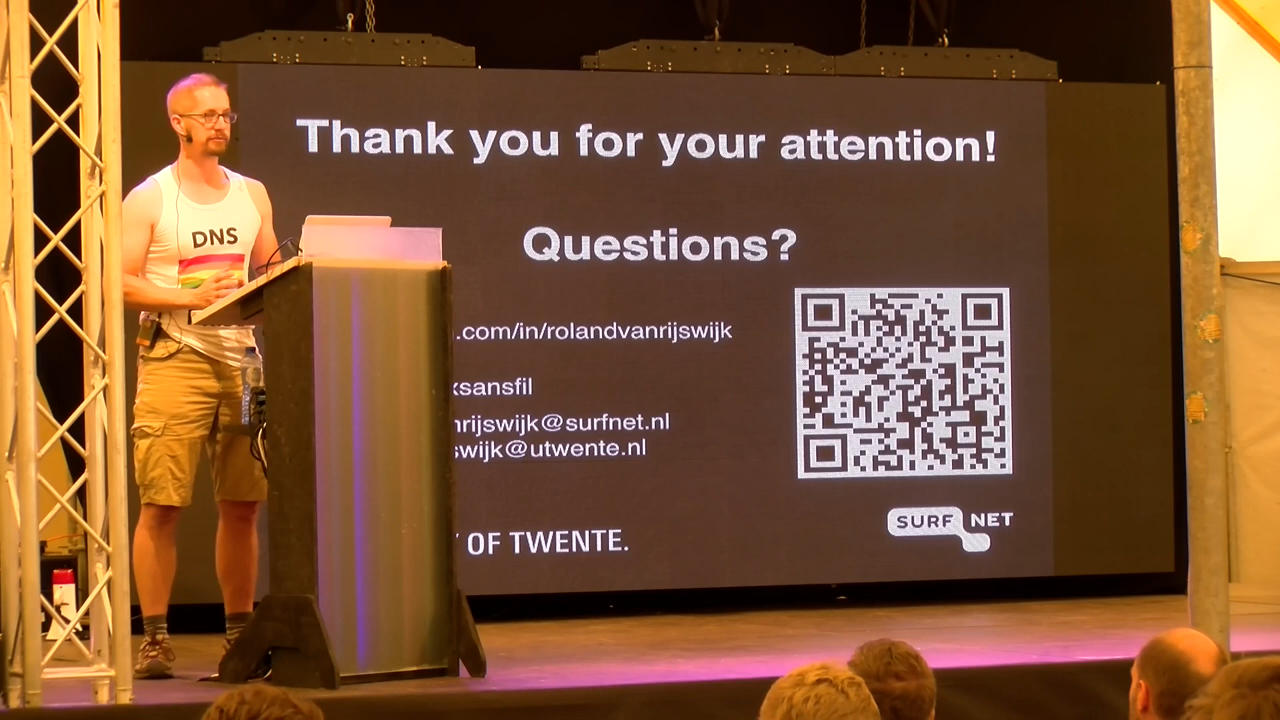 Thank you for your attention!
DNS
Questions?
.com/in/rolandvanrijswijk
ksansfil
nrijswijk@surfnet.nl
swijk@utwente.nl
SURF NET
OF TWENTE.